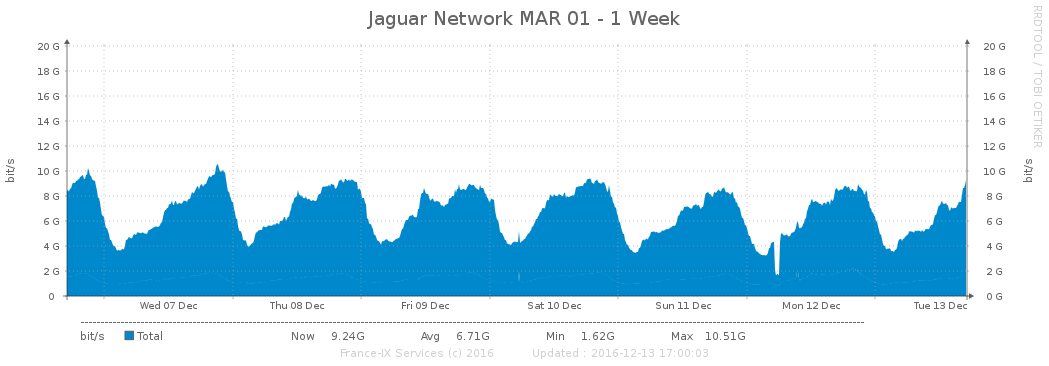 Jaguar Network MAR 01 - 1 Week
RRDTOOL / TOBI OETIKER
bit/s
bit/s
20 G 20 G
18 G 18 G
16 G 16 G
14 G 14 G
12 G 12 G
10 G 10 G
8 G 8 G
6 G 6 G
4 G 4 G
2 G 2 G
0 0 G
Wed 07 Dec Thu 08 Dec Fri 09 Dec Sat 10 Dec Sun 11 Dec Mon 12 Dec Tue 13 Dec
bit/s Total Now 9.24G Avg 6.71G Min 1.62G Max 10.51G
France-IX Services (c) 2016 Updated : 2016-12-13 17:00:03